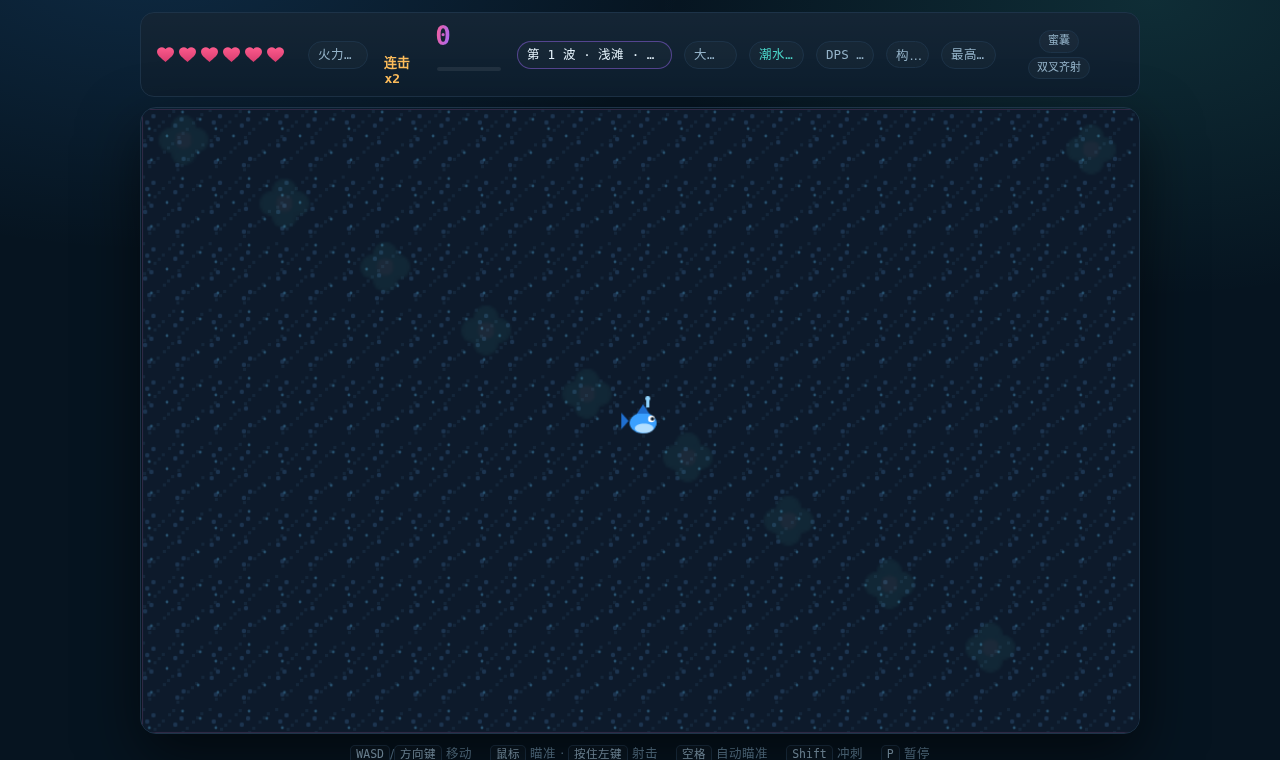 火力…
连击
x2
0
第 1 波 · 浅滩 · …
大…
潮水…
DPS …
构…
最高…
蜜囊
双叉齐射
WASD / 方向键 移动 鼠标 瞄准 · 按住左键 射击 空格 自动瞄准 Shift 冲刺 P 暂停